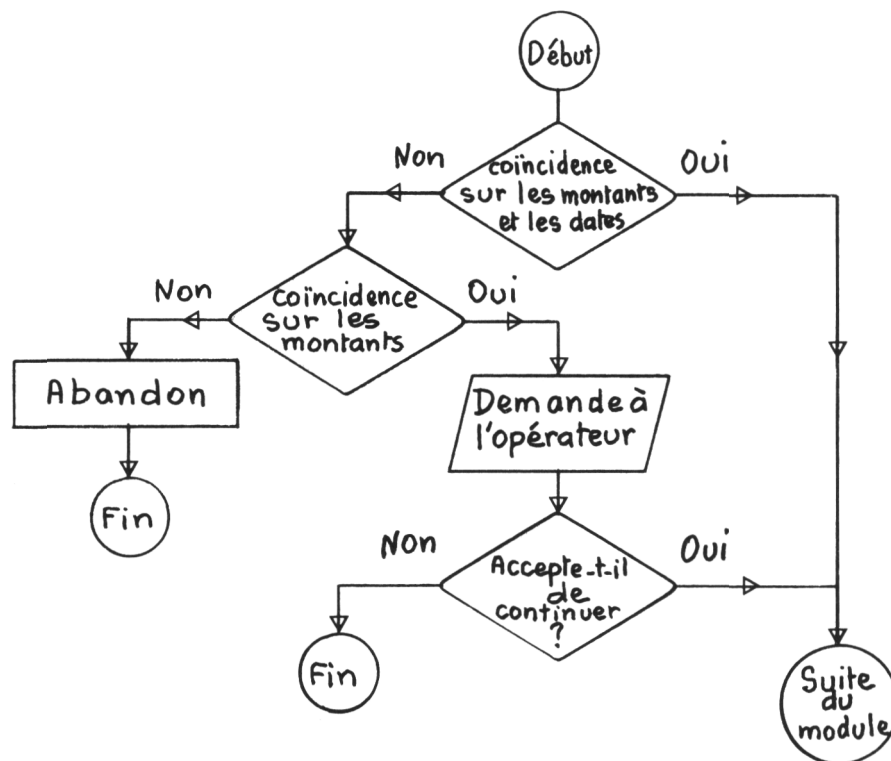 Début
Non
Oui
coïncidence
sur les montants
et les dates
Non
Oui
coïncidence
sur les
montants
Abandon
Demande à
l'opérateur
Fin
Non
Oui
Accepte-t-il
de
continuer
?
Fin
Suite
du
module